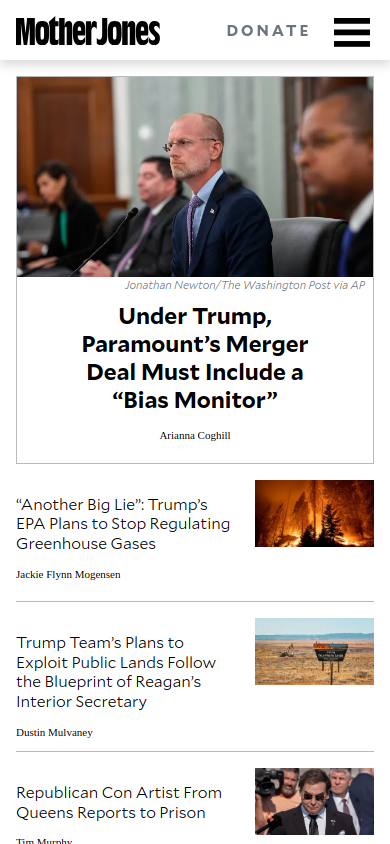 Mother Jones
DONATE
Jonathan Newton/The Washington Post via AP
Under Trump,
Paramount’s Merger
Deal Must Include a
“Bias Monitor”
Arianna Coghill
“Another Big Lie”: Trump’s
EPA Plans to Stop Regulating
Greenhouse Gases
Jackie Flynn Mogensen
Trump Team’s Plans to
Exploit Public Lands Follow
the Blueprint of Reagan’s
Interior Secretary
Dustin Mulvaney
Republican Con Artist From
Queens Reports to Prison
Tim Murphy